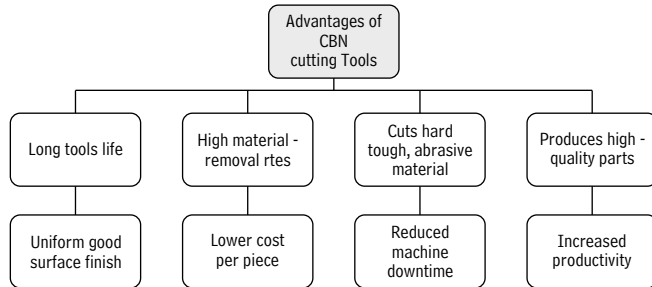 Advantages of
CBN
cutting Tools
Long tools life
High material -
removal rtes
Cuts hard
tough, abrasive
material
Produces high -
quality parts
Uniform good
surface finish
Lower cost
per piece
Reduced
machine
downtime
Increased
productivity